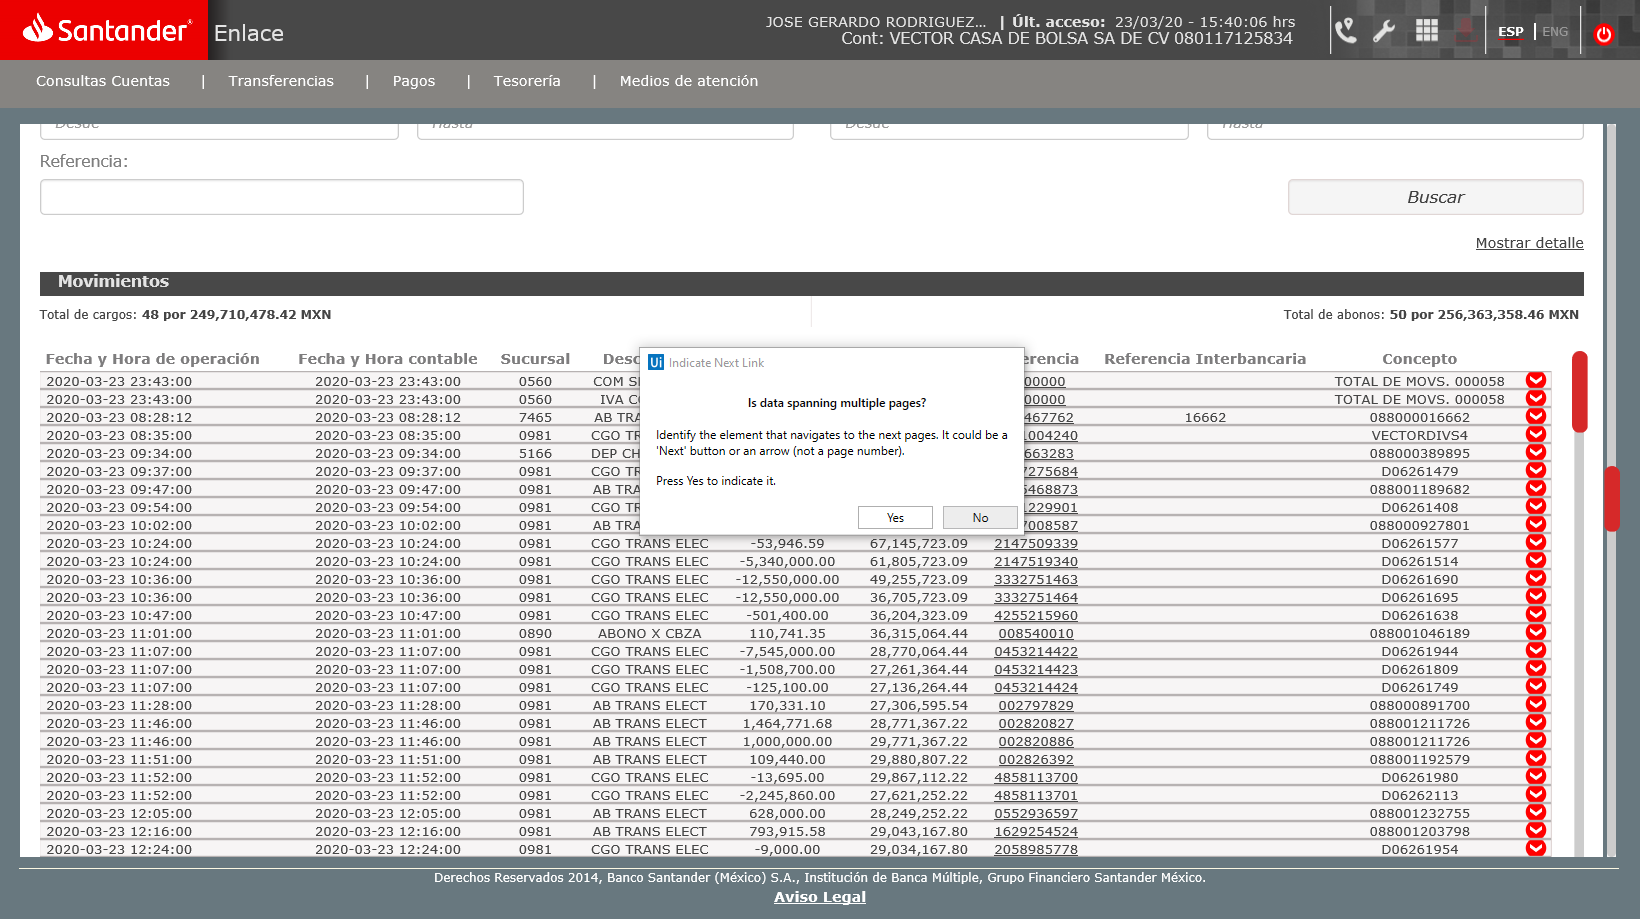 Santander Enlace
JOSE GERARDO RODRIGUEZ... | Últ. acceso: 23/03/20 - 15:40:06 hrs
Cont: VECTOR CASA DE BOLSA SA DE CV 080117125834
ESP | ENG
Consultas Cuentas | Transferencias | Pagos | Tesorería | Medios de atención
Desde Hasta Desde Hasta
Referencia:
Buscar
Mostrar detalle
Movimientos
Total de cargos: 48 por 249,710,478.42 MXN Total de abonos: 50 por 256,363,358.46 MXN
Fecha y Hora de operación Fecha y Hora contable Sucursal Referencia Interbancaria Concepto
2020-03-23 23:43:00 2020-03-23 23:43:00 0560 COM TOTAL DE MOVS. 000058
2020-03-23 23:43:00 2020-03-23 23:43:00 0560 IVA TOTAL DE MOVS. 000058
2020-03-23 08:28:12 2020-03-23 08:28:12 7465 AB 16662 088000016662
2020-03-23 08:35:00 2020-03-23 08:35:00 0981 CGO VECTORDIVS4
2020-03-23 09:34:00 2020-03-23 09:34:00 5166 DEP 088000389895
2020-03-23 09:37:00 2020-03-23 09:37:00 0981 CGO D06261479
2020-03-23 09:47:00 2020-03-23 09:47:00 0981 AB 088001189682
2020-03-23 09:54:00 2020-03-23 09:54:00 0981 CGO D06261408
2020-03-23 10:02:00 2020-03-23 10:02:00 0981 AB 088000927801
Ui Indicate Next Link
Is data spanning multiple pages?
Identify the element that navigates to the next pages. It could be a
'Next' button or an arrow (not a page number).
Press Yes to indicate it.
Yes No
2020-03-23 10:24:00 2020-03-23 10:24:00 0981 CGO TRANS ELEC -53,946.59 67,145,723.09 2147509339 D06261577
2020-03-23 10:24:00 2020-03-23 10:24:00 0981 CGO TRANS ELEC -5,340,000.00 61,805,723.09 2147519340 D06261514
2020-03-23 10:36:00 2020-03-23 10:36:00 0981 CGO TRANS ELEC -12,550,000.00 49,255,723.09 3332751463 D06261690
2020-03-23 10:36:00 2020-03-23 10:36:00 0981 CGO TRANS ELEC -12,550,000.00 36,705,723.09 3332751464 D06261695
2020-03-23 10:47:00 2020-03-23 10:47:00 0981 CGO TRANS ELEC -501,400.00 36,204,323.09 4255215960 D06261638
2020-03-23 11:01:00 2020-03-23 11:01:00 0890 ABONO X CBZA 110,741.35 36,315,064.44 008540010 088001046189
2020-03-23 11:07:00 2020-03-23 11:07:00 0981 CGO TRANS ELEC -7,545,000.00 28,770,064.44 0453214422 D06261944
2020-03-23 11:07:00 2020-03-23 11:07:00 0981 CGO TRANS ELEC -1,508,700.00 27,261,364.44 0453214423 D06261809
2020-03-23 11:07:00 2020-03-23 11:07:00 0981 CGO TRANS ELEC -125,100.00 27,136,264.44 0453214424 D06261749
2020-03-23 11:28:00 2020-03-23 11:28:00 0981 AB TRANS ELECT 170,331.10 27,306,595.54 002797829 088000891700
2020-03-23 11:46:00 2020-03-23 11:46:00 0981 AB TRANS ELECT 1,464,771.68 28,771,367.22 002820827 088001211726
2020-03-23 11:46:00 2020-03-23 11:46:00 0981 AB TRANS ELECT 1,000,000.00 29,771,367.22 002820886 088001211726
2020-03-23 11:51:00 2020-03-23 11:51:00 0981 AB TRANS ELECT 109,440.00 29,880,807.22 002826392 088001192579
2020-03-23 11:52:00 2020-03-23 11:52:00 0981 CGO TRANS ELEC -13,695.00 29,867,112.22 4858113700 D06261980
2020-03-23 11:52:00 2020-03-23 11:52:00 0981 CGO TRANS ELEC -2,245,860.00 27,621,252.22 4858113701 D06262113
2020-03-23 12:05:00 2020-03-23 12:05:00 0981 AB TRANS ELECT 628,000.00 28,249,252.22 0552936597 088001232755
2020-03-23 12:16:00 2020-03-23 12:16:00 0981 AB TRANS ELECT 793,915.58 29,043,167.80 1629254524 088001203798
2020-03-23 12:24:00 2020-03-23 12:24:00 0981 CGO TRANS ELEC -9,000.00 29,034,167.80 2058985778 D06261954
Derechos Reservados 2014, Banco Santander (México) S.A., Institución de Banca Múltiple, Grupo Financiero Santander México.
Aviso Legal